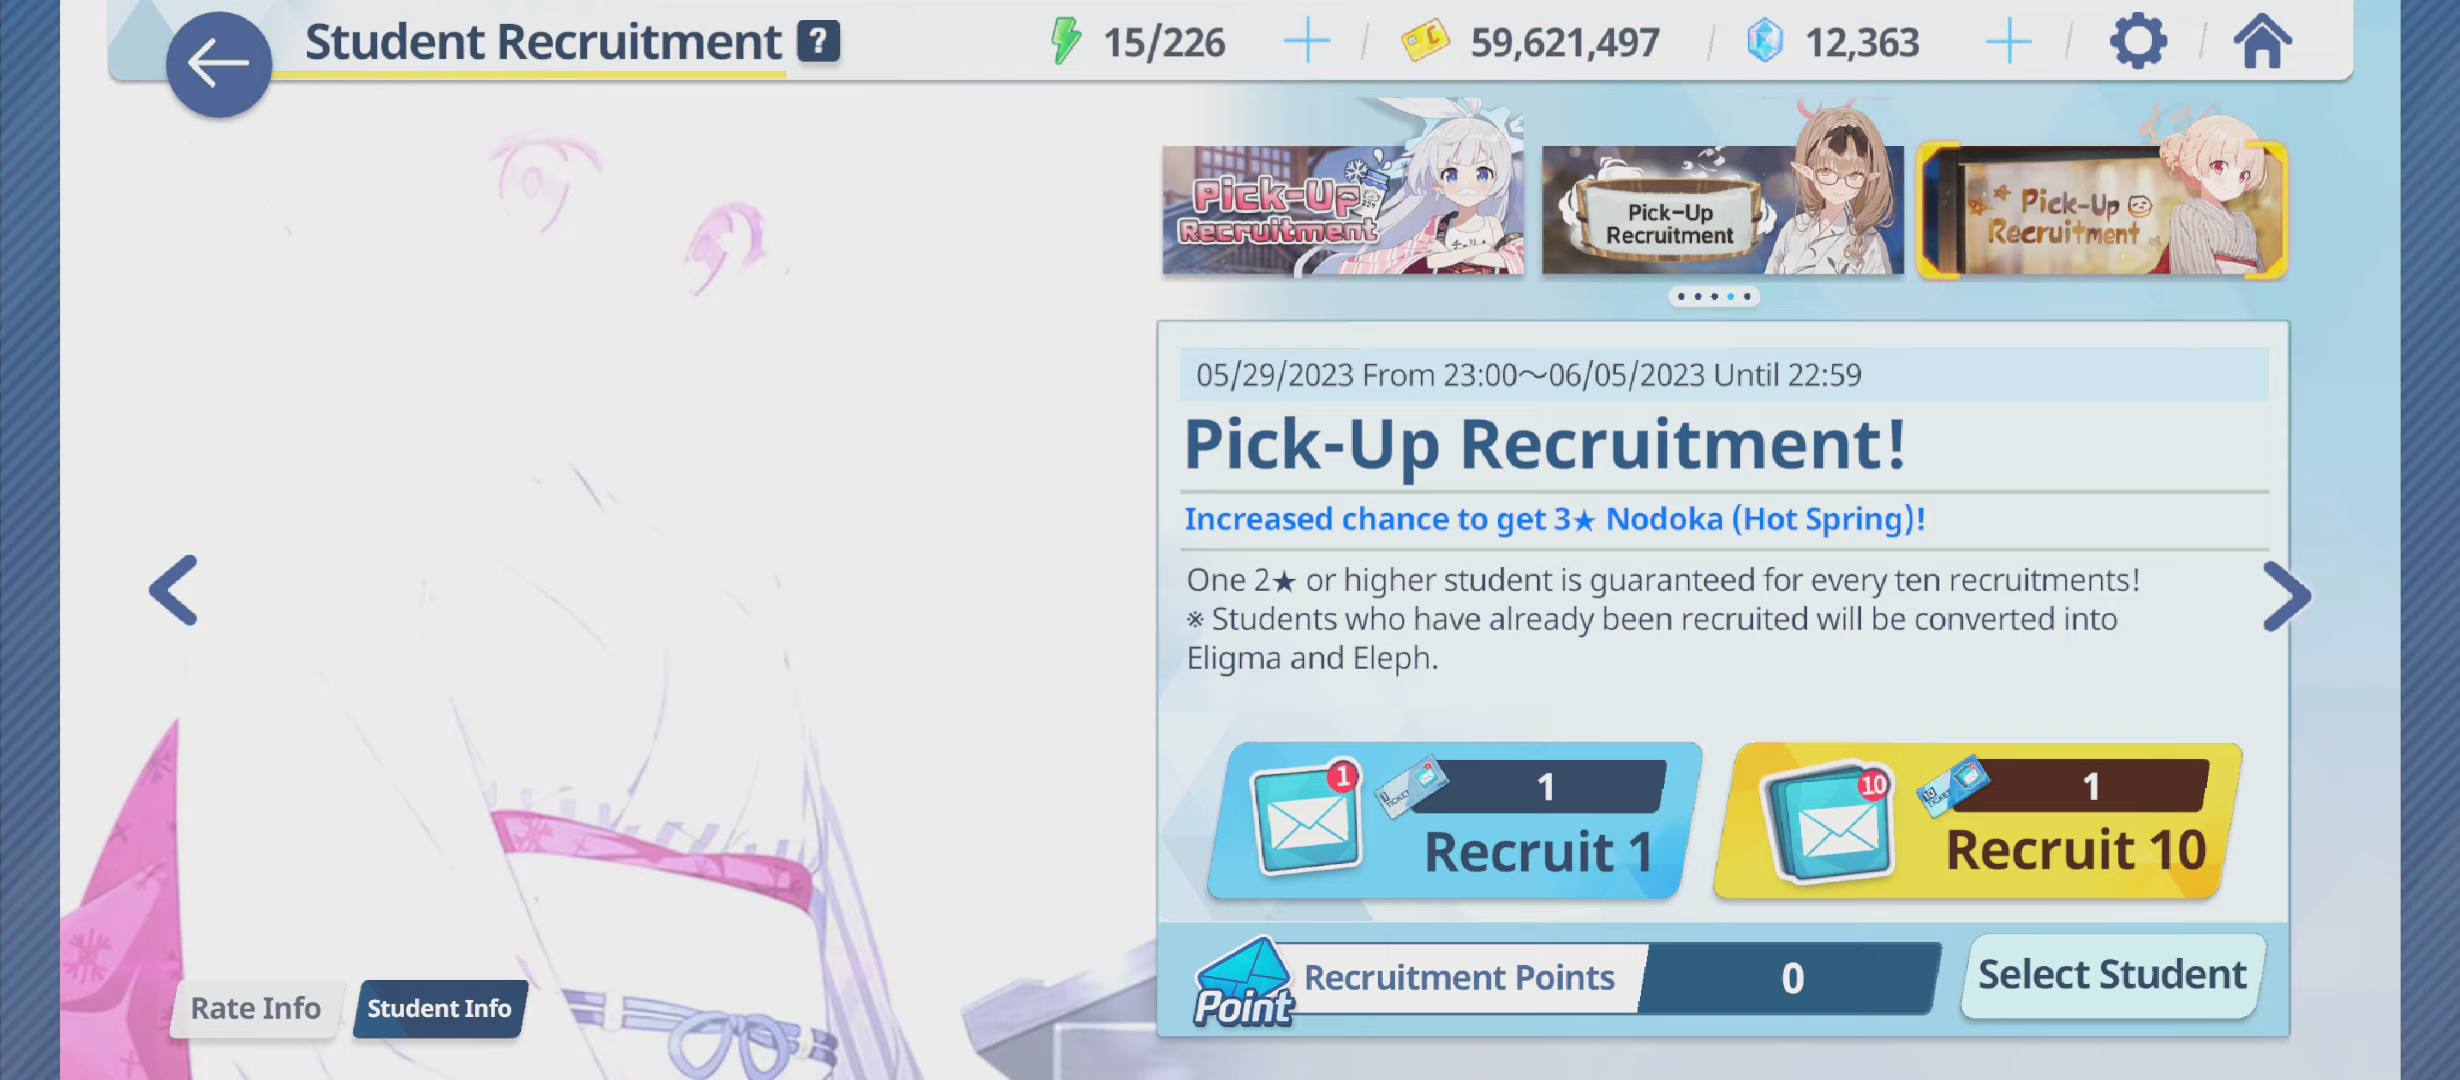 Student Recruitment ?
15/226
59,621,497
12,363
Pick-Up
Recruitment
Pick-Up
Recruitment
Pick-Up
Recruitment
05/29/2023 From 23:00～06/05/2023 Until 22:59
Pick-Up Recruitment!
Increased chance to get 3★ Nodoka (Hot Spring)!
One 2★ or higher student is guaranteed for every ten recruitments!
※ Students who have already been recruited will be converted into
Eligma and Eleph.
1
1
Recruit 1
10
1
Recruit 10
Point
Recruitment Points
0
Select Student
Rate Info
Student Info